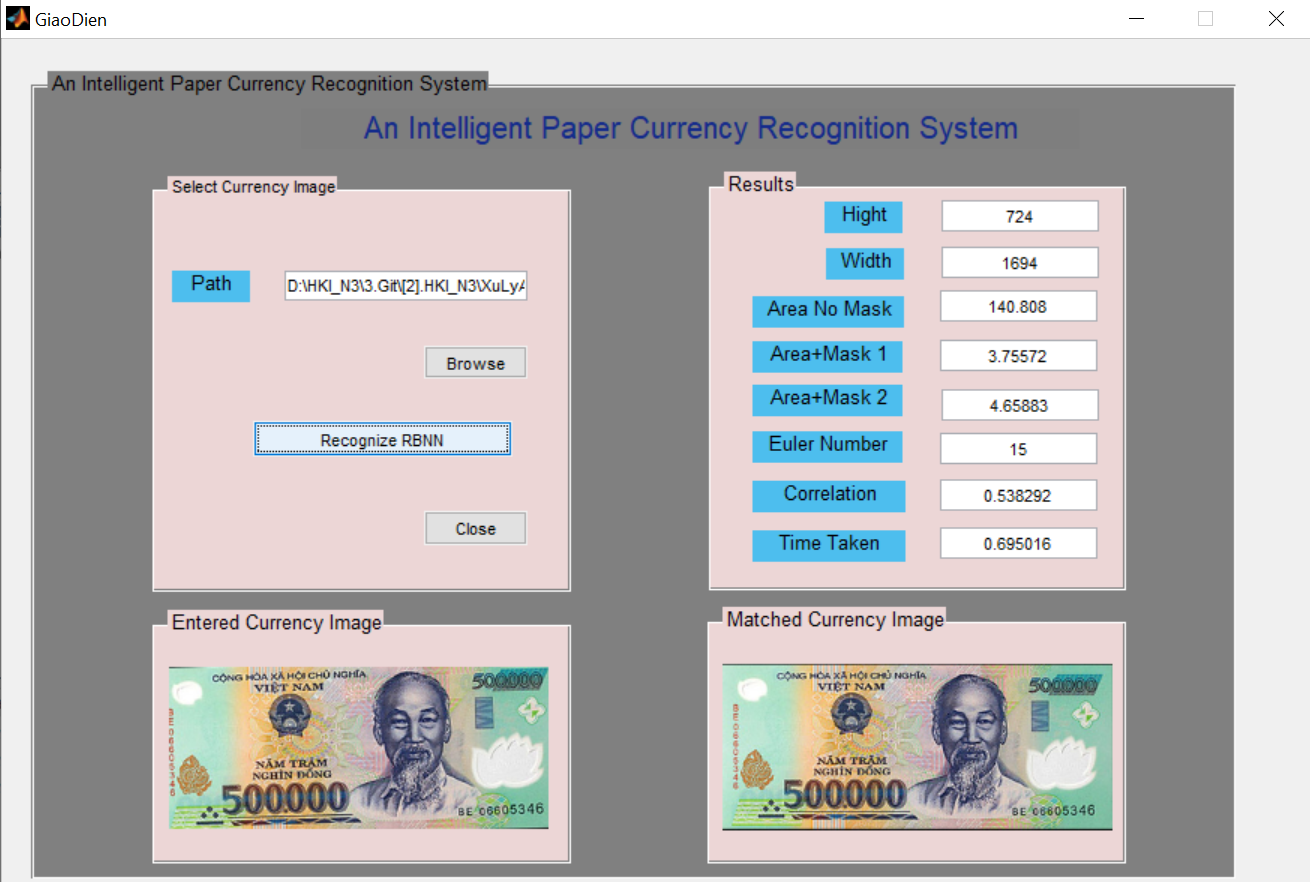 GiaoDien
An Intelligent Paper Currency Recognition System
An Intelligent Paper Currency Recognition System
Select Currency Image
Path
D:\HKI_N3\3.Git\[2].HKI_N3\XuLyA
Browse
Recognize RBNN
Close
Results
Hight 724
Width 1694
Area No Mask 140.808
Area+Mask 1 3.75572
Area+Mask 2 4.65883
Euler Number 15
Correlation 0.538292
Time Taken 0.695016
Entered Currency Image
CỘNG HÒA XÃ HỘI CHỦ NGHĨA
VIỆT NAM
500000
BE06605346
NĂM TRĂM
NGHÌN ĐỒNG
500000
BE 06605346
Matched Currency Image
CỘNG HÒA XÃ HỘI CHỦ NGHĨA
VIỆT NAM
500000
BE06605346
NĂM TRĂM
NGHÌN ĐỒNG
500000
BE 06605346